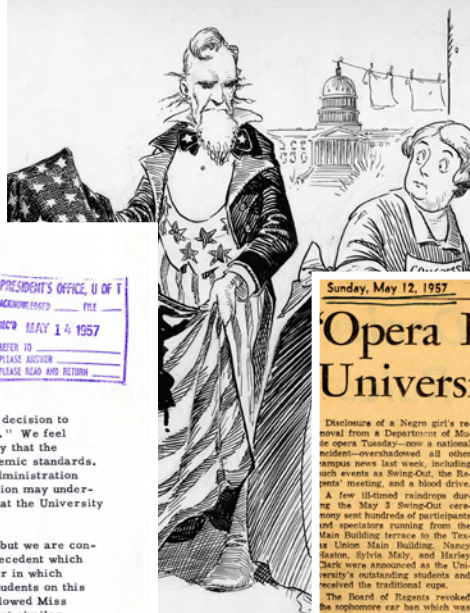 CONGRESS
PRESIDENT'S OFFICE, U OF T
ACKNOWLEDGED FILE
REC'D MAY 14 1957
REFER TO
PLEASE ANSWER
PLEASE READ AND RETURN
decision to
." We feel
y that the
emic standards.
dministration
ion may under-
at the University
but we are con-
ecedent which
r in which
udents on this
lowed Miss
Sunday, May 12, 1957
'Opera
Universi
Disclosure of a Negro girl's re-
moval from a Department of Mu-
sic opera Tuesday—now a national
incident—overshadowed all other
campus news last week, including
such events as Swing-Out, the Re-
gents' meeting, and a blood drive.
A few ill-timed raindrops dur-
ing the May 3 Swing-Out cere-
mony sent hundreds of participants
and spectators running from the
Main Building terrace to the Tex-
as Union Main Building, Nancy
Haston, Sylvia Maly, and Harley
Clark were announced as the Uni-
versity's outstanding students and
received the traditional cups.
The Board of Regents revoked
the sophomore car ban which